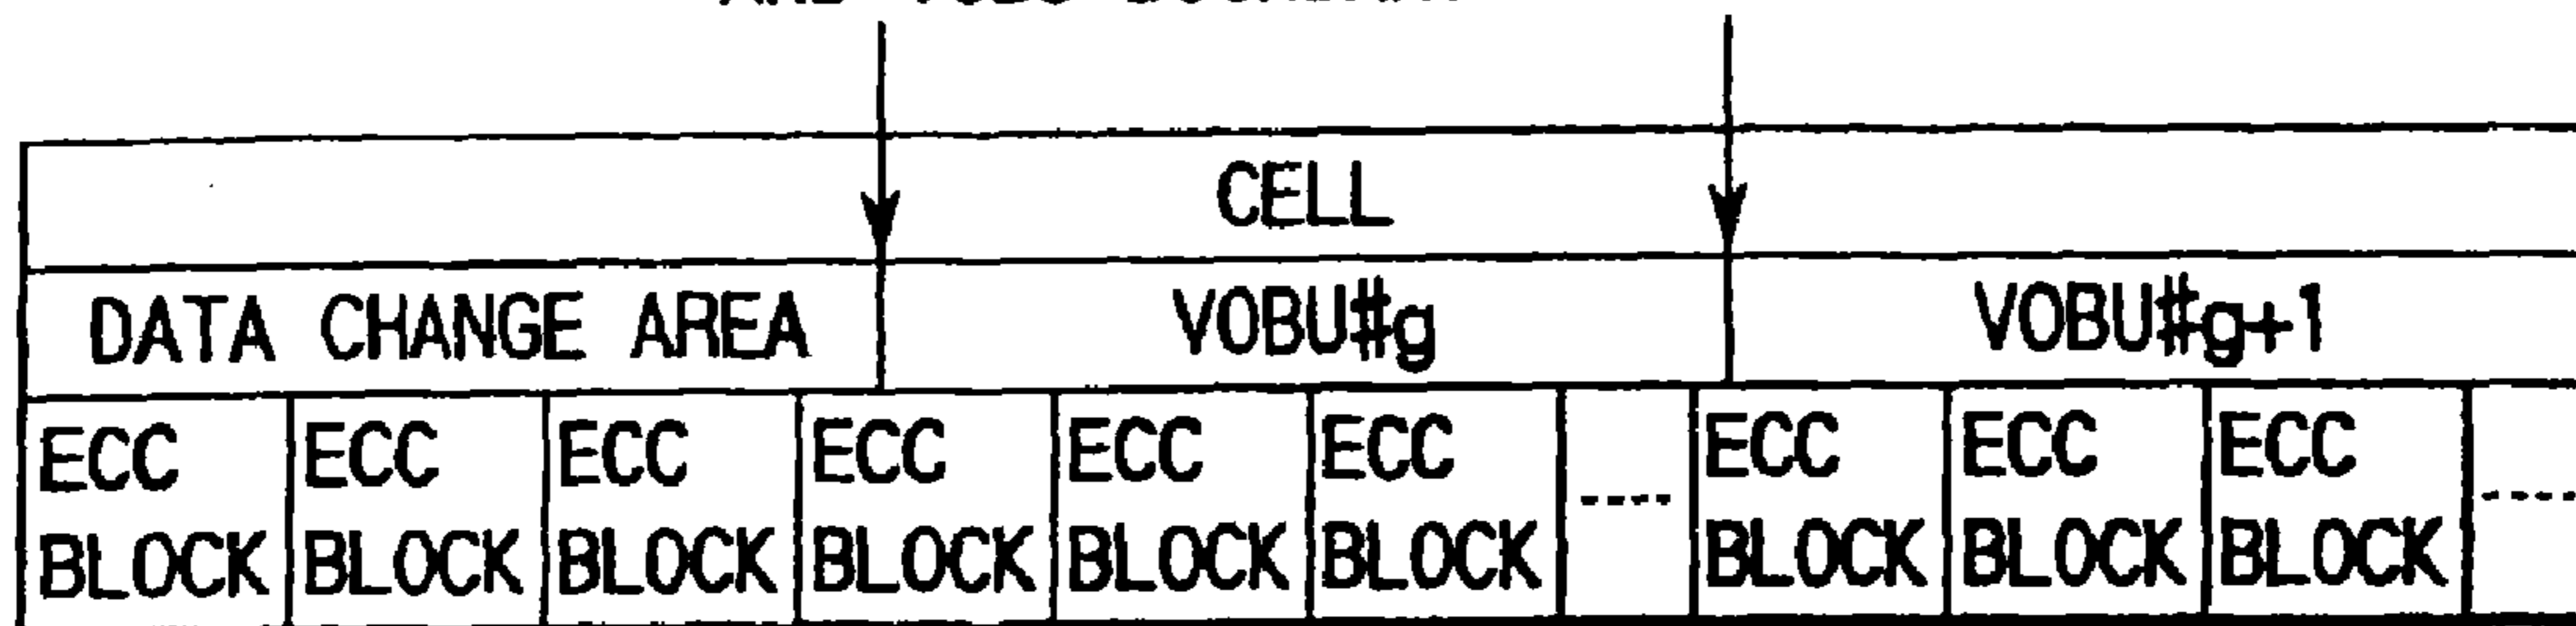 CELL
DATA CHANGE AREA VOBU#g VOBU#g+1
ECC ECC ECC ECC ECC ECC ECC ECC ECC
BLOCK BLOCK BLOCK BLOCK BLOCK BLOCK ---- BLOCK BLOCK BLOCK ----